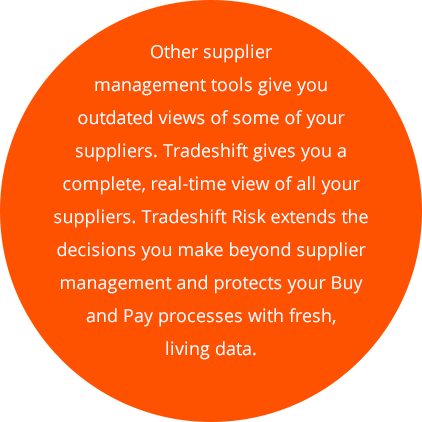 Other supplier
management tools give you
outdated views of some of your
suppliers. Tradeshift gives you a
complete, real-time view of all your
suppliers. Tradeshift Risk extends the
decisions you make beyond supplier
management and protects your Buy
and Pay processes with fresh,
living data.